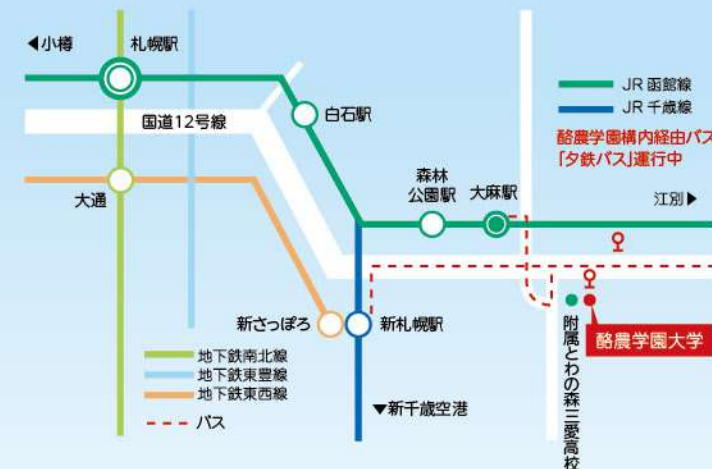 ◀小樽
札幌駅
国道12号線
白石駅
JR 函館線
JR 千歳線
酪農学園構内経由バス
「夕鉄バス」運行中
大通
森林
公園駅
大麻駅
江別▶
新さっぽろ
新札幌駅
地下鉄南北線
地下鉄東豊線
地下鉄東西線
バス
▼新千歳空港
附属とわの森三愛高校
酪農学園大学